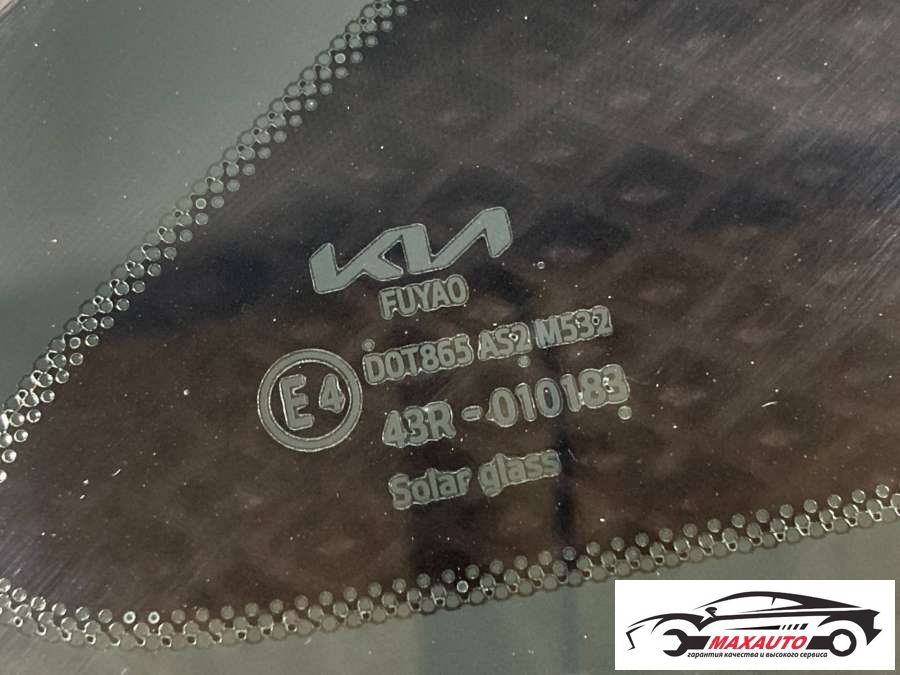 KIA
FUYAO
DOT865 AS2 M532
E4
43R - 010183
Solar glass
MAXAUTO
гарантия качества и высокого сервиса